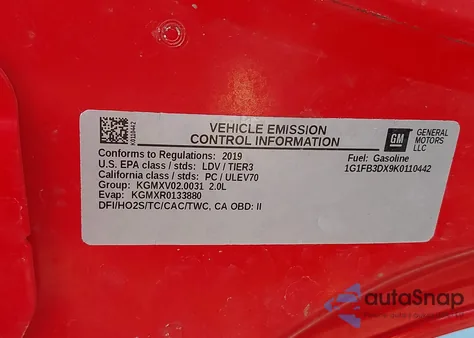 VEHICLE EMISSION
CONTROL INFORMATION
K0110442
GM
GENERAL
MOTORS
LLC
Conforms to Regulations: 2019
U.S. EPA class / stds: LDV / TIER3
California class / stds: PC / ULEV70
Group: KGMXV02.0031 2.0L
Evap: KGMXR0133880
DFI/HO2S/TC/CAC/TWC, CA OBD: II
Fuel: Gasoline
1G1FB3DX9K0110442
autoSnap